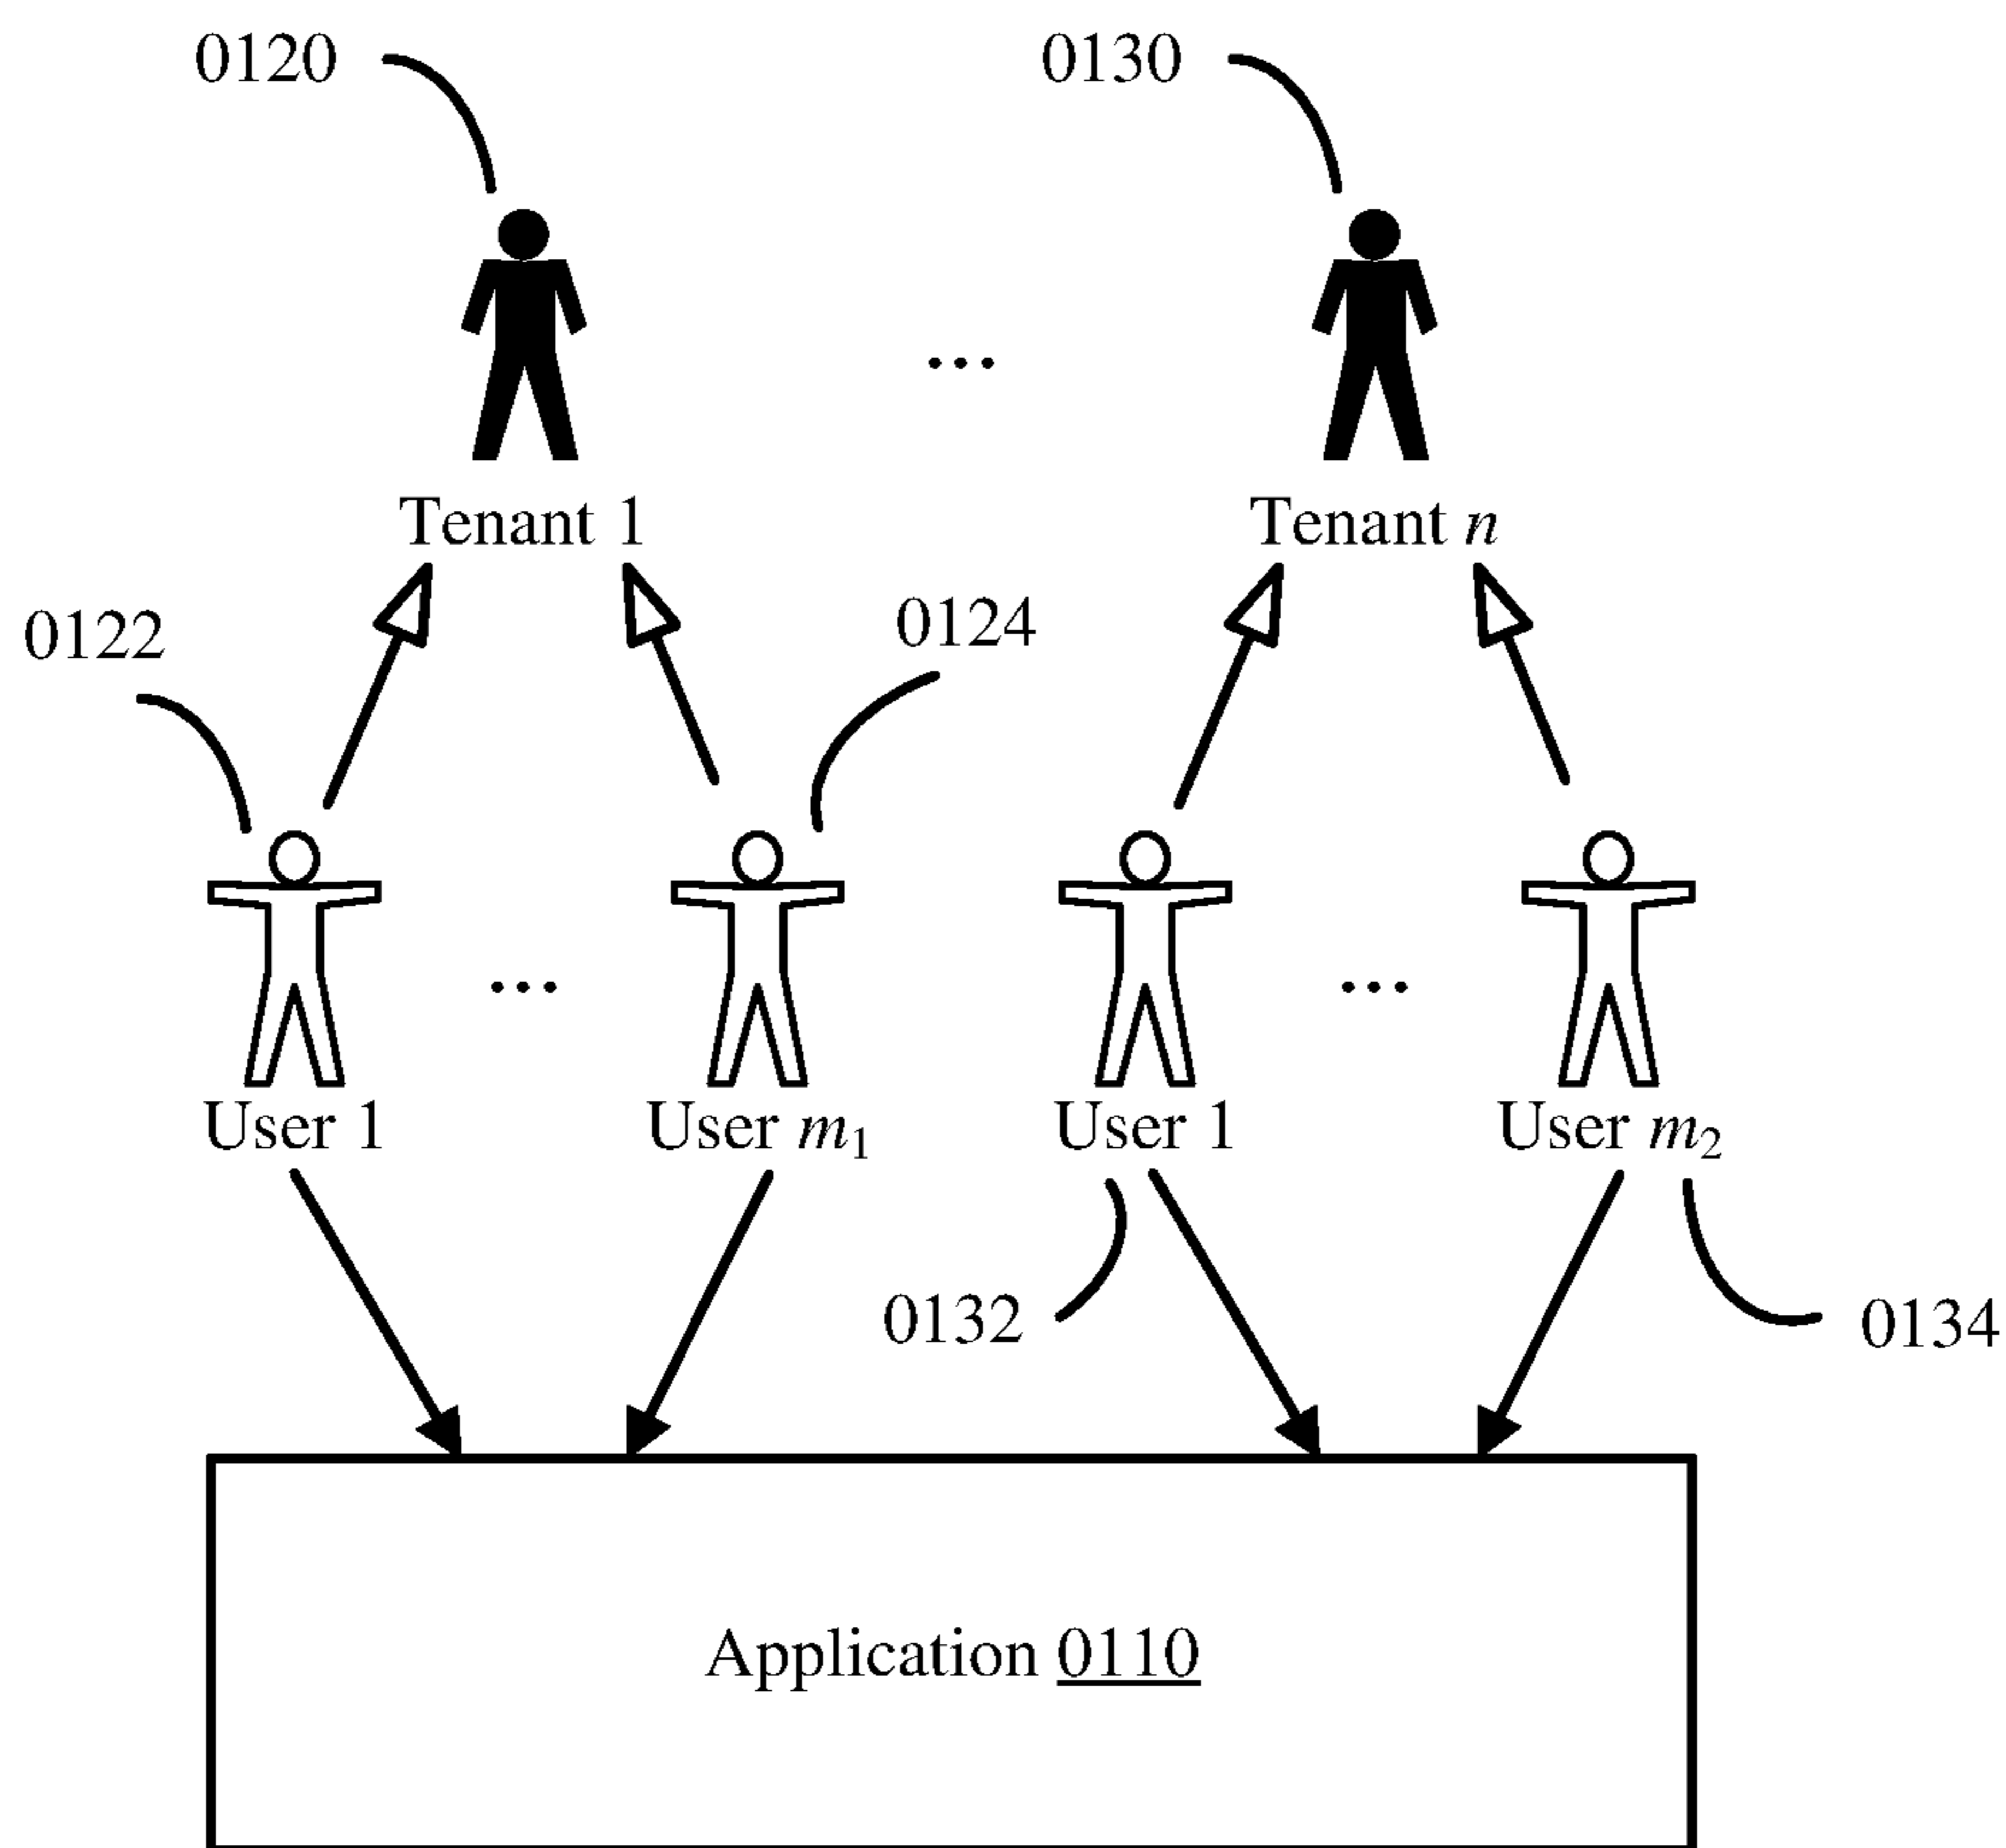 0120
0130
...
Tenant 1
Tenant n
0122
0124
...
...
User 1
User m₁
User 1
User m₂
0132
0134
Application 0110